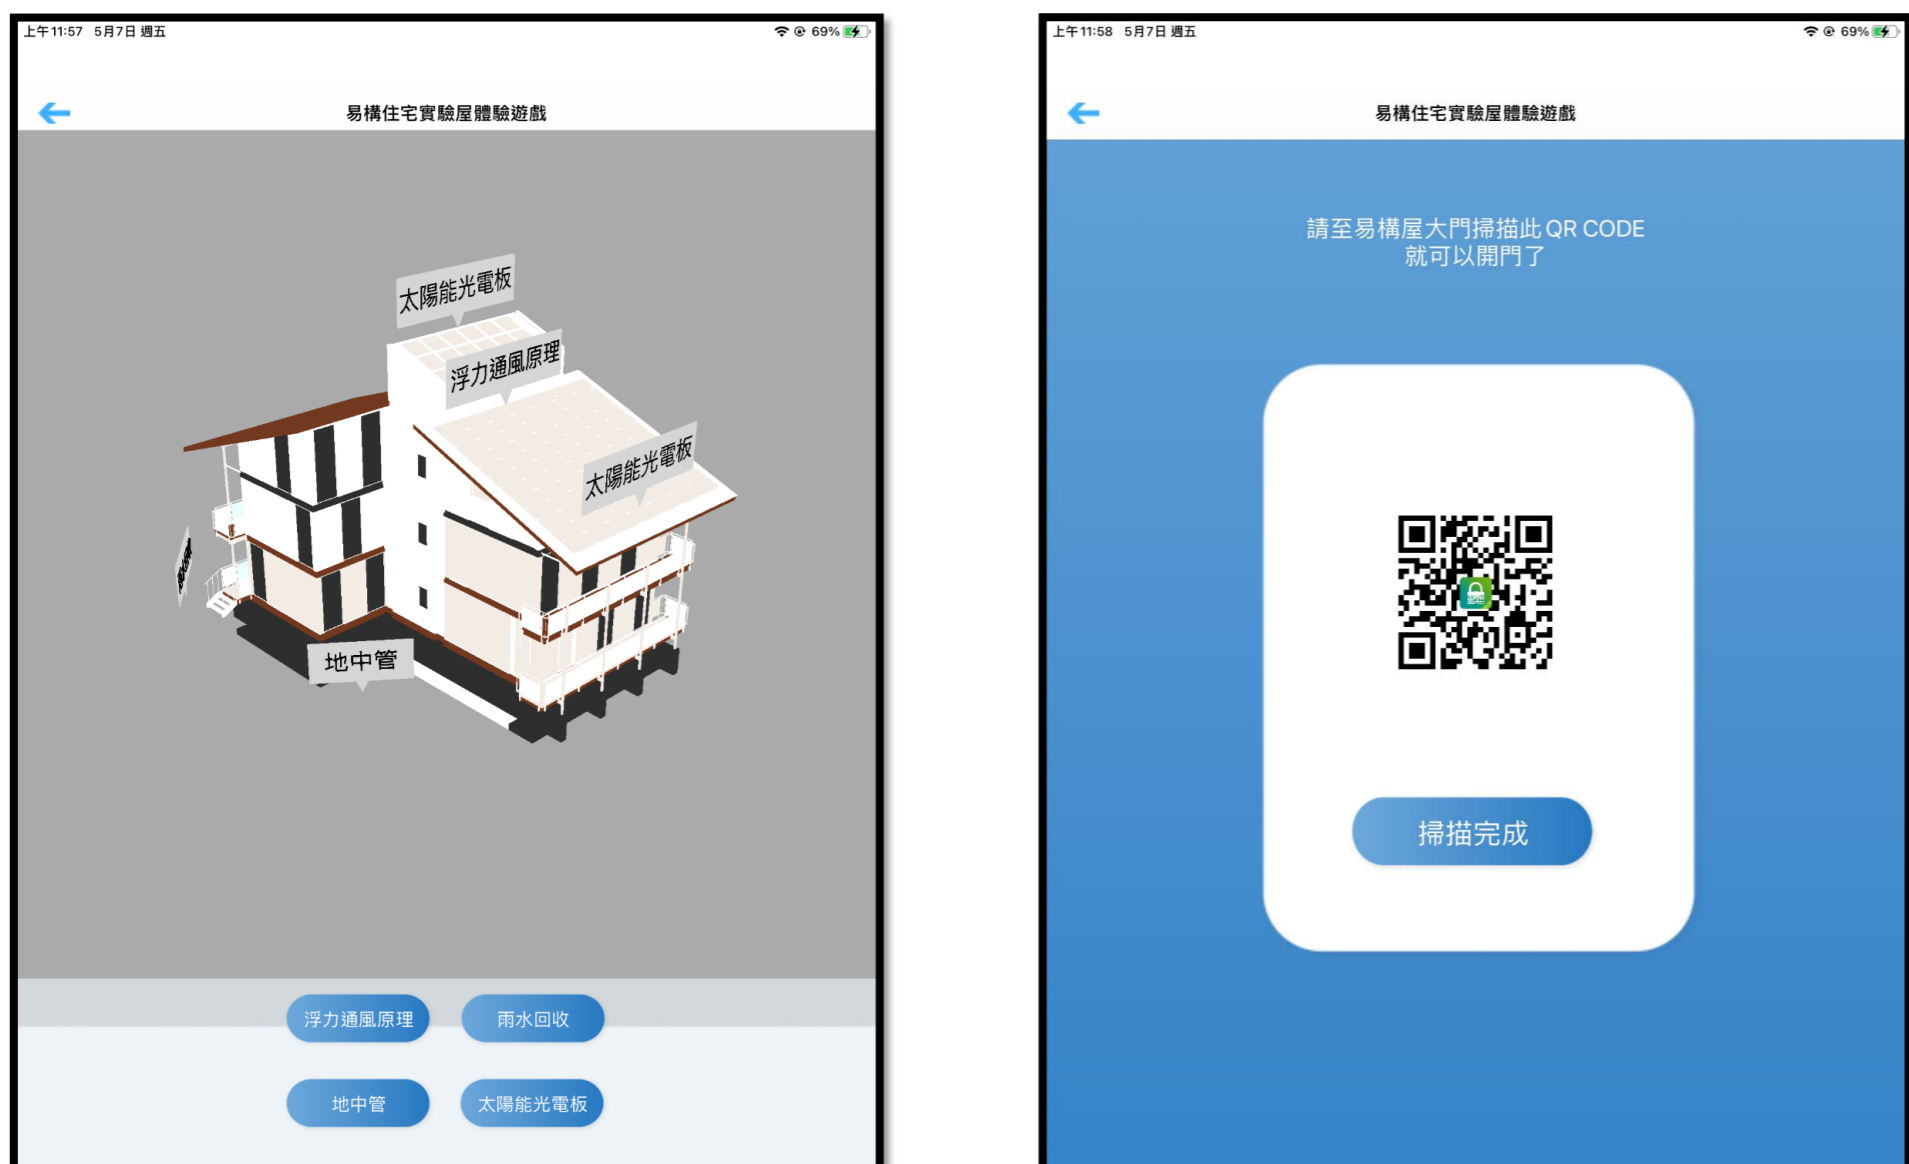 上午11:57 5月7日 週五
69%
易構住宅實驗屋體驗遊戲
太陽能光電板
浮力通風原理
太陽能光電板
地中管
浮力通風原理
雨水回收
地中管
太陽能光電板
上午11:58 5月7日 週五
69%
易構住宅實驗屋體驗遊戲
請至易構屋大門掃描此QR CODE
就可以開門了
掃描完成